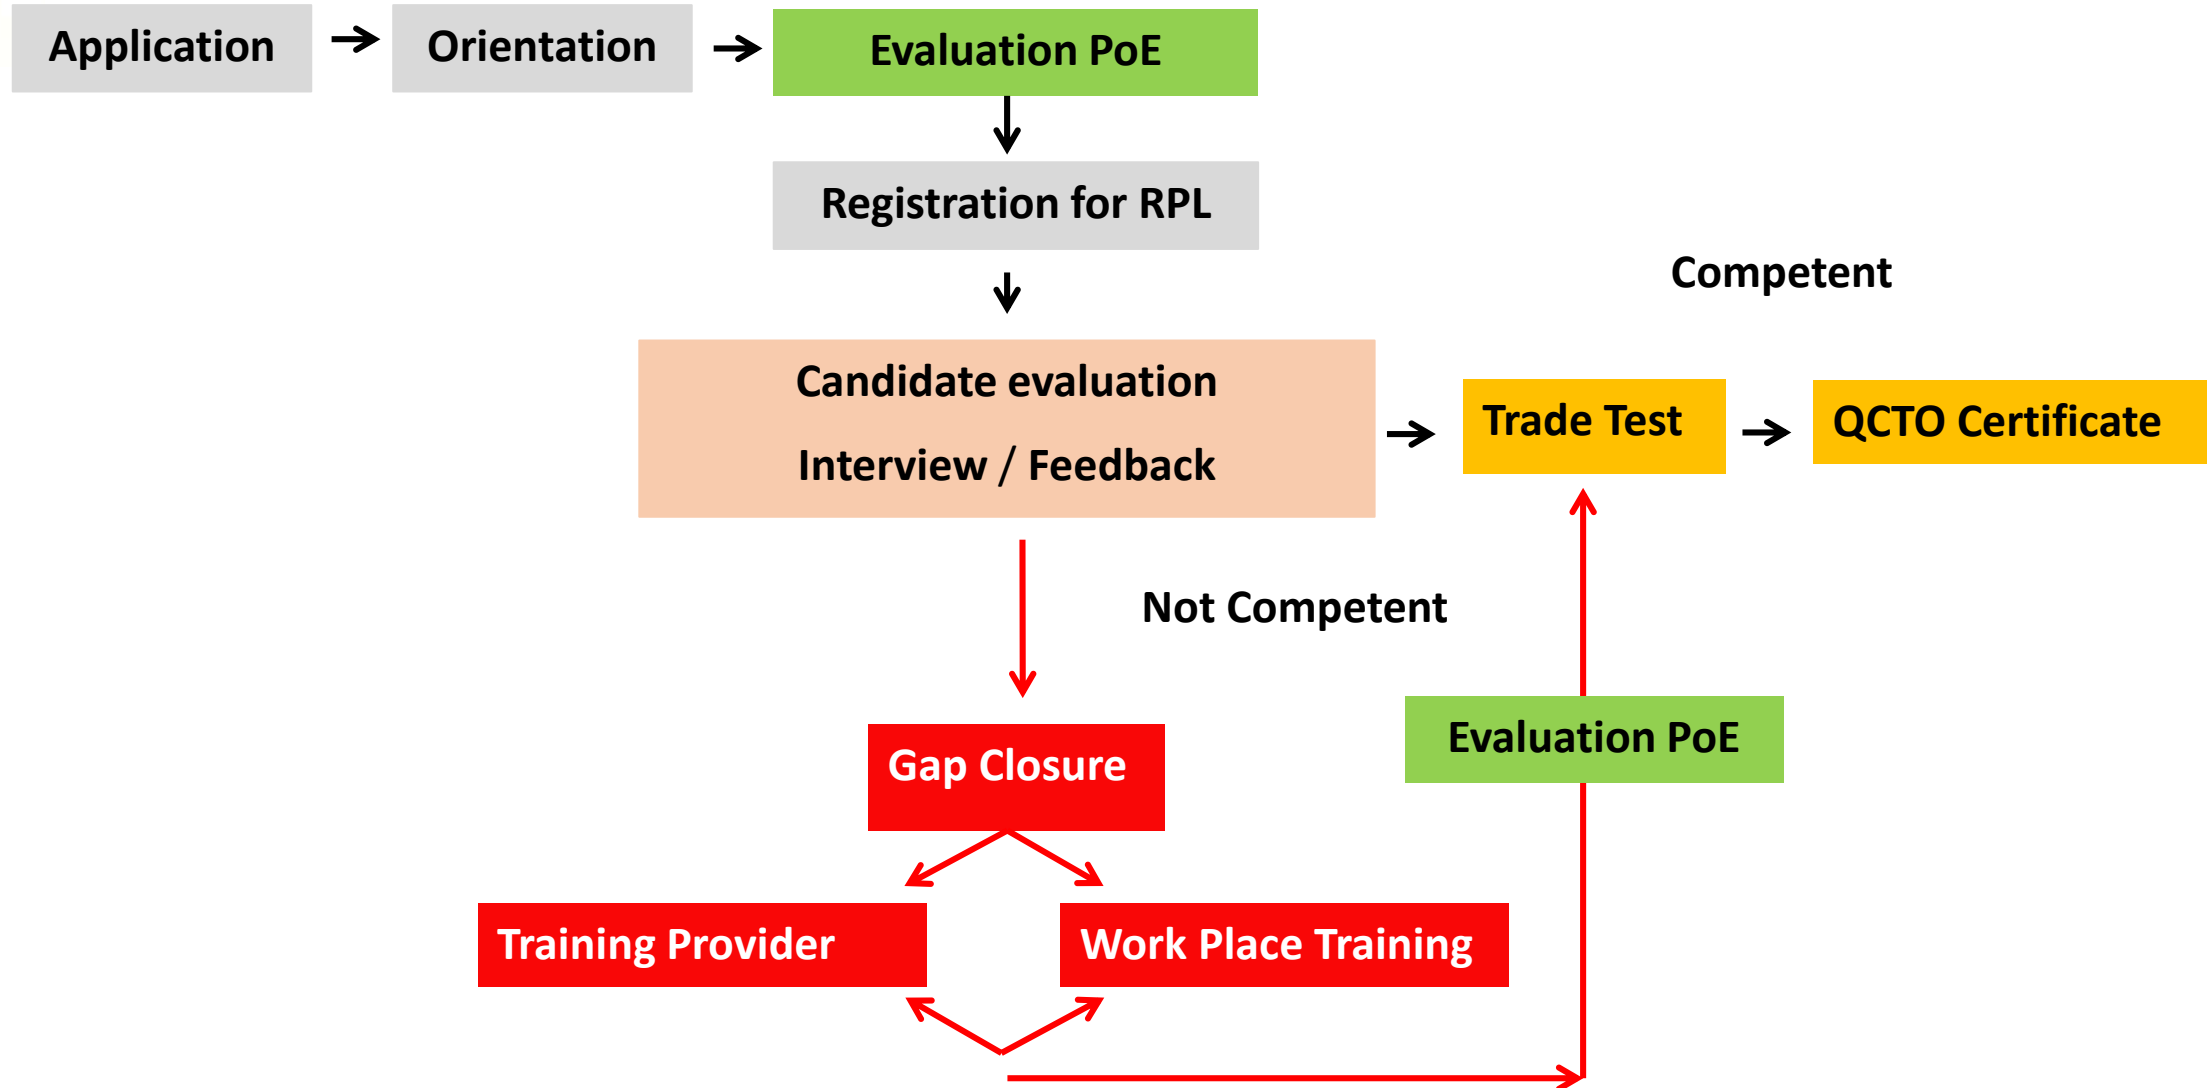 Application
Orientation
Evaluation PoE
Registration for RPL
Competent
Candidate evaluation
Interview / Feedback
Trade Test
QCTO Certificate
Not Competent
Evaluation PoE
Gap Closure
Training Provider
Work Place Training